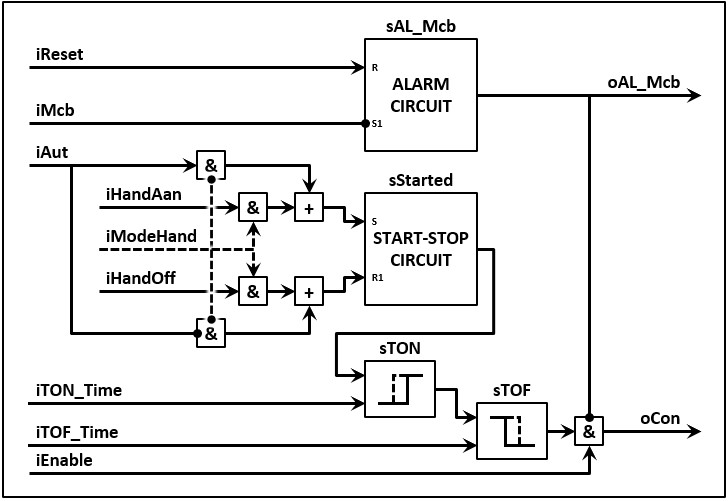 sAL_Mcb
iReset
R
ALARM
CIRCUIT
oAL_Mcb
iMcb
S1
iAut
&
sStarted
iHandAan
&
+
S
iModeHand
START-STOP
CIRCUIT
iHandOff
&
+
R1
&
sTON
iTON_Time
sTOF
iTOF_Time
&
oCon
iEnable